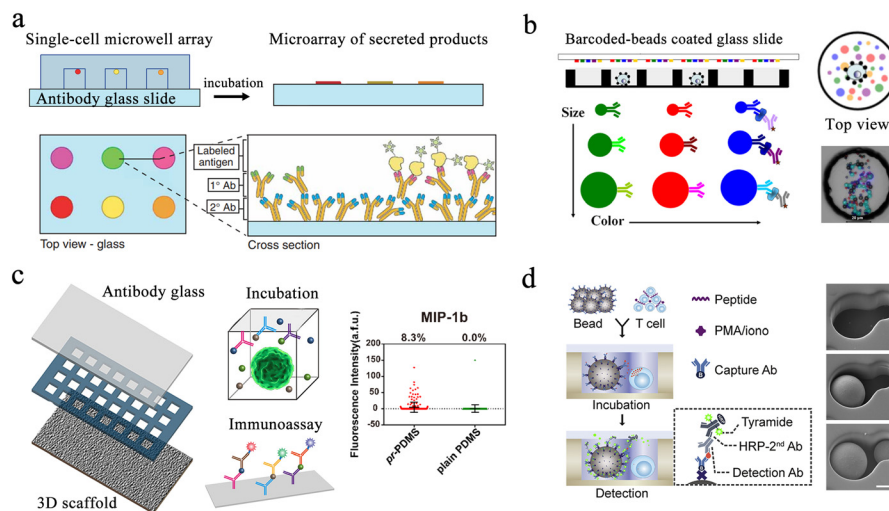 a
Single-cell microwell array
Microarray of secreted products
incubation
Antibody glass slide
Labeled
antigen
1° Ab
2° Ab
Top view - glass
Cross section
b
Barcoded-beads coated glass slide
Size
Color
Top view
c
Antibody glass
3D scaffold
Incubation
Immunoassay
MIP-1b
8.3%
0.0%
Fluorescence Intensity(a.f.u.)
200
150
100
50
0
-50
pr-PDMS
plain PDMS
d
Bead
T cell
Incubation
Detection
Peptide
PMA/iono
Capture Ab
Tyramide
HRP-2nd Ab
Detection Ab